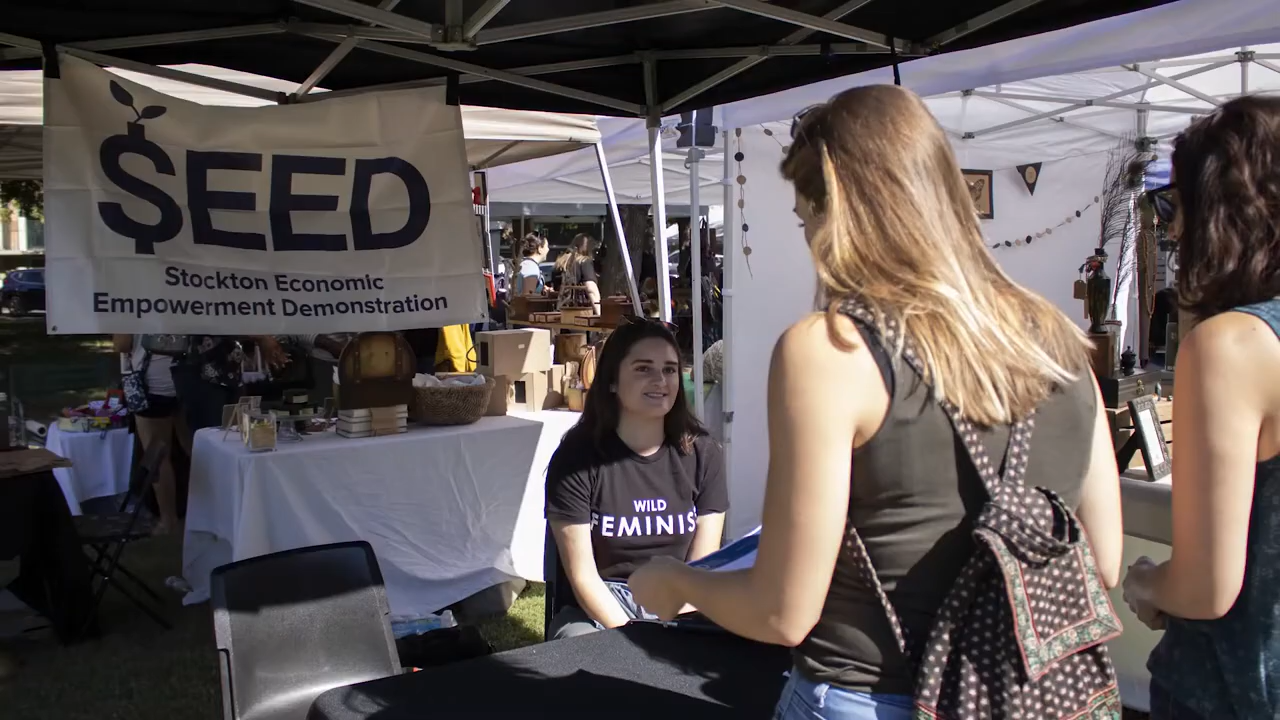 $EED
Stockton Economic
Empowerment Demonstration
WILD
FEMINIS